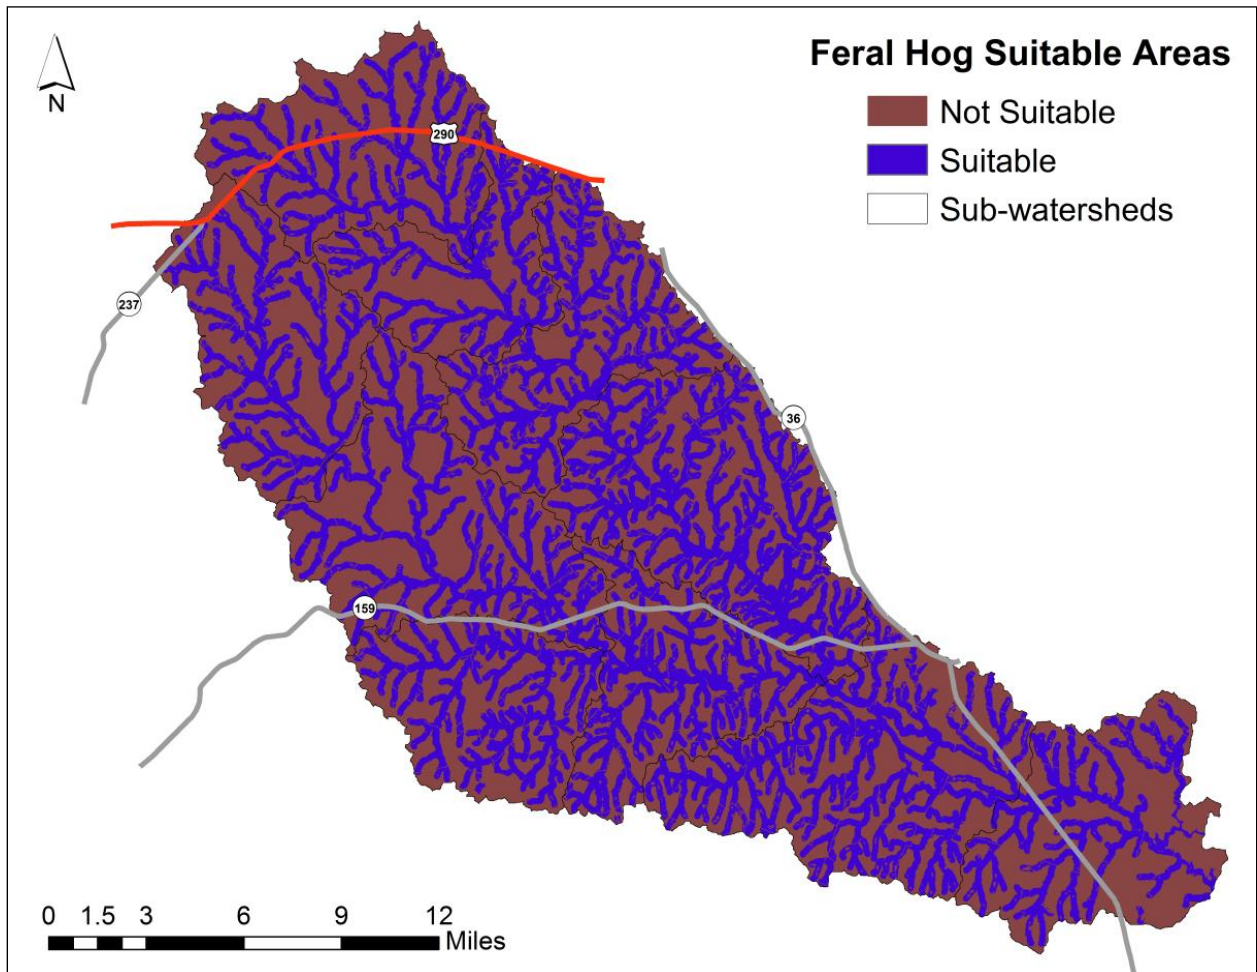 Feral Hog Suitable Areas
Not Suitable
Suitable
Sub-watersheds
N
290
237
36
159
0 1.5 3 6 9 12
Miles